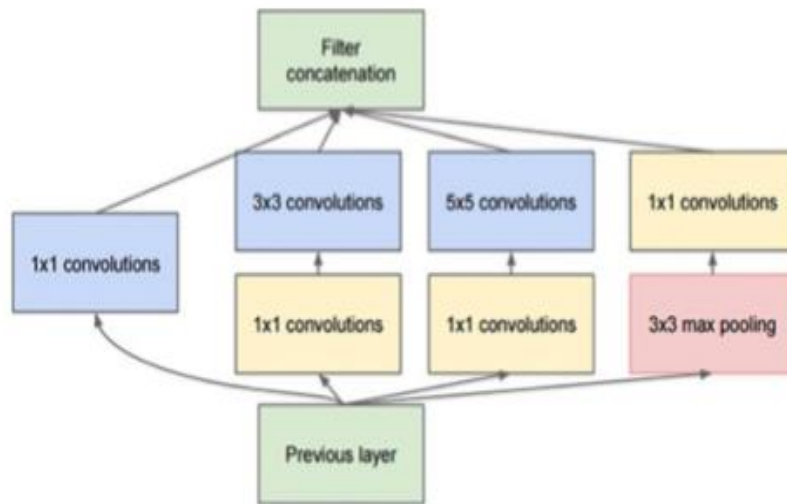 Filter
concatenation
3x3 convolutions
5x5 convolutions
1x1 convolutions
1x1 convolutions
1x1 convolutions
1x1 convolutions
3x3 max pooling
Previous layer